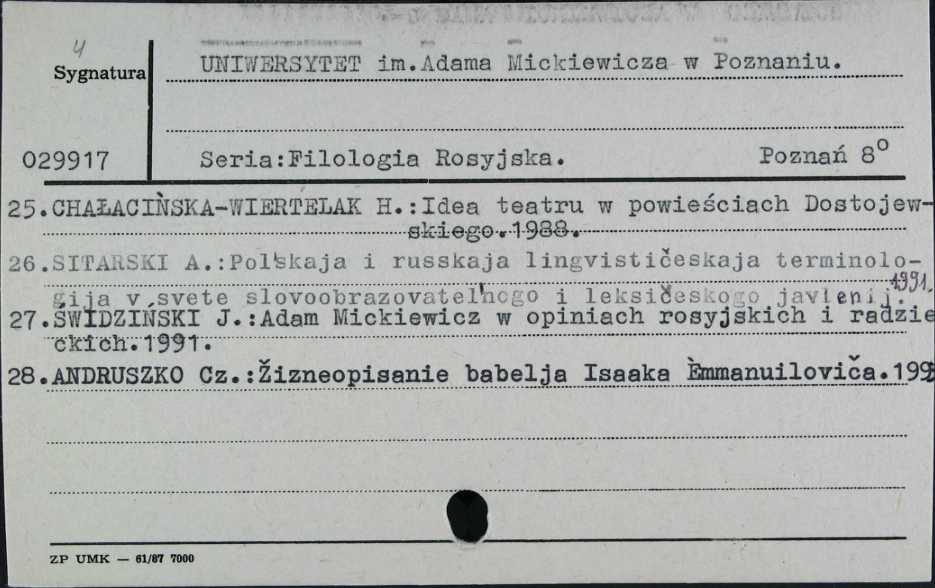 4
Sygnatura
UNIWERSYTET im.Adama Mickiewicza w Poznaniu.
029917
Seria:Filologia Rosyjska. Poznań 8°
25.CHAŁACIŃSKA-WIERTELAK H.:Idea teatru w powieściach Dostojew-
skiego.1988.
26.SITARSKI A.:Pol'skaja i russkaja lingvističeskaja terminolo-
gija v svete slovoobrazovatel'nogo i leksičeskogo javlenij. 1991.
27.ŚWIDZIŃSKI J.:Adam Mickiewicz w opiniach rosyjskich i radzie
ckich.1991.
28.ANDRUSZKO Cz.:Žizneopisanie babelja Isaaka Èmmanuiloviča.
ZP UMK — 61/87 7000